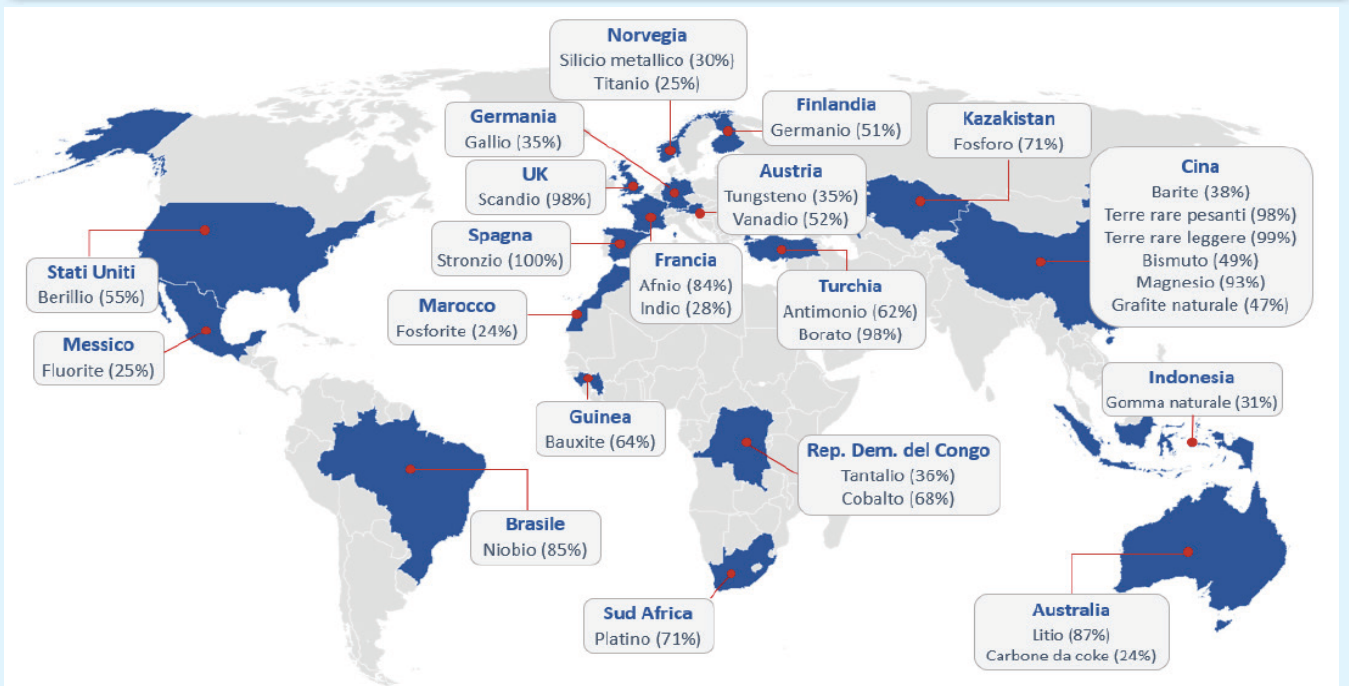 Norvegia
Silicio metallico (30%)
Titanio (25%)
Germania
Gallio (35%)
Finlandia
Germanio (51%)
Kazakistan
Fosforo (71%)
UK
Scandio (98%)
Austria
Tungsteno (35%)
Vanadio (52%)
Cina
Barite (38%)
Terre rare pesanti (98%)
Terre rare leggere (99%)
Bismuto (49%)
Magnesio (93%)
Grafite naturale (47%)
Spagna
Stronzio (100%)
Francia
Afnio (84%)
Indio (28%)
Turchia
Antimonio (62%)
Borato (98%)
Stati Uniti
Berillio (55%)
Marocco
Fosforite (24%)
Messico
Fluorite (25%)
Indonesia
Gomma naturale (31%)
Guinea
Bauxite (64%)
Rep. Dem. del Congo
Tantalio (36%)
Cobalto (68%)
Brasile
Niobio (85%)
Sud Africa
Platino (71%)
Australia
Litio (87%)
Carbone da coke (24%)